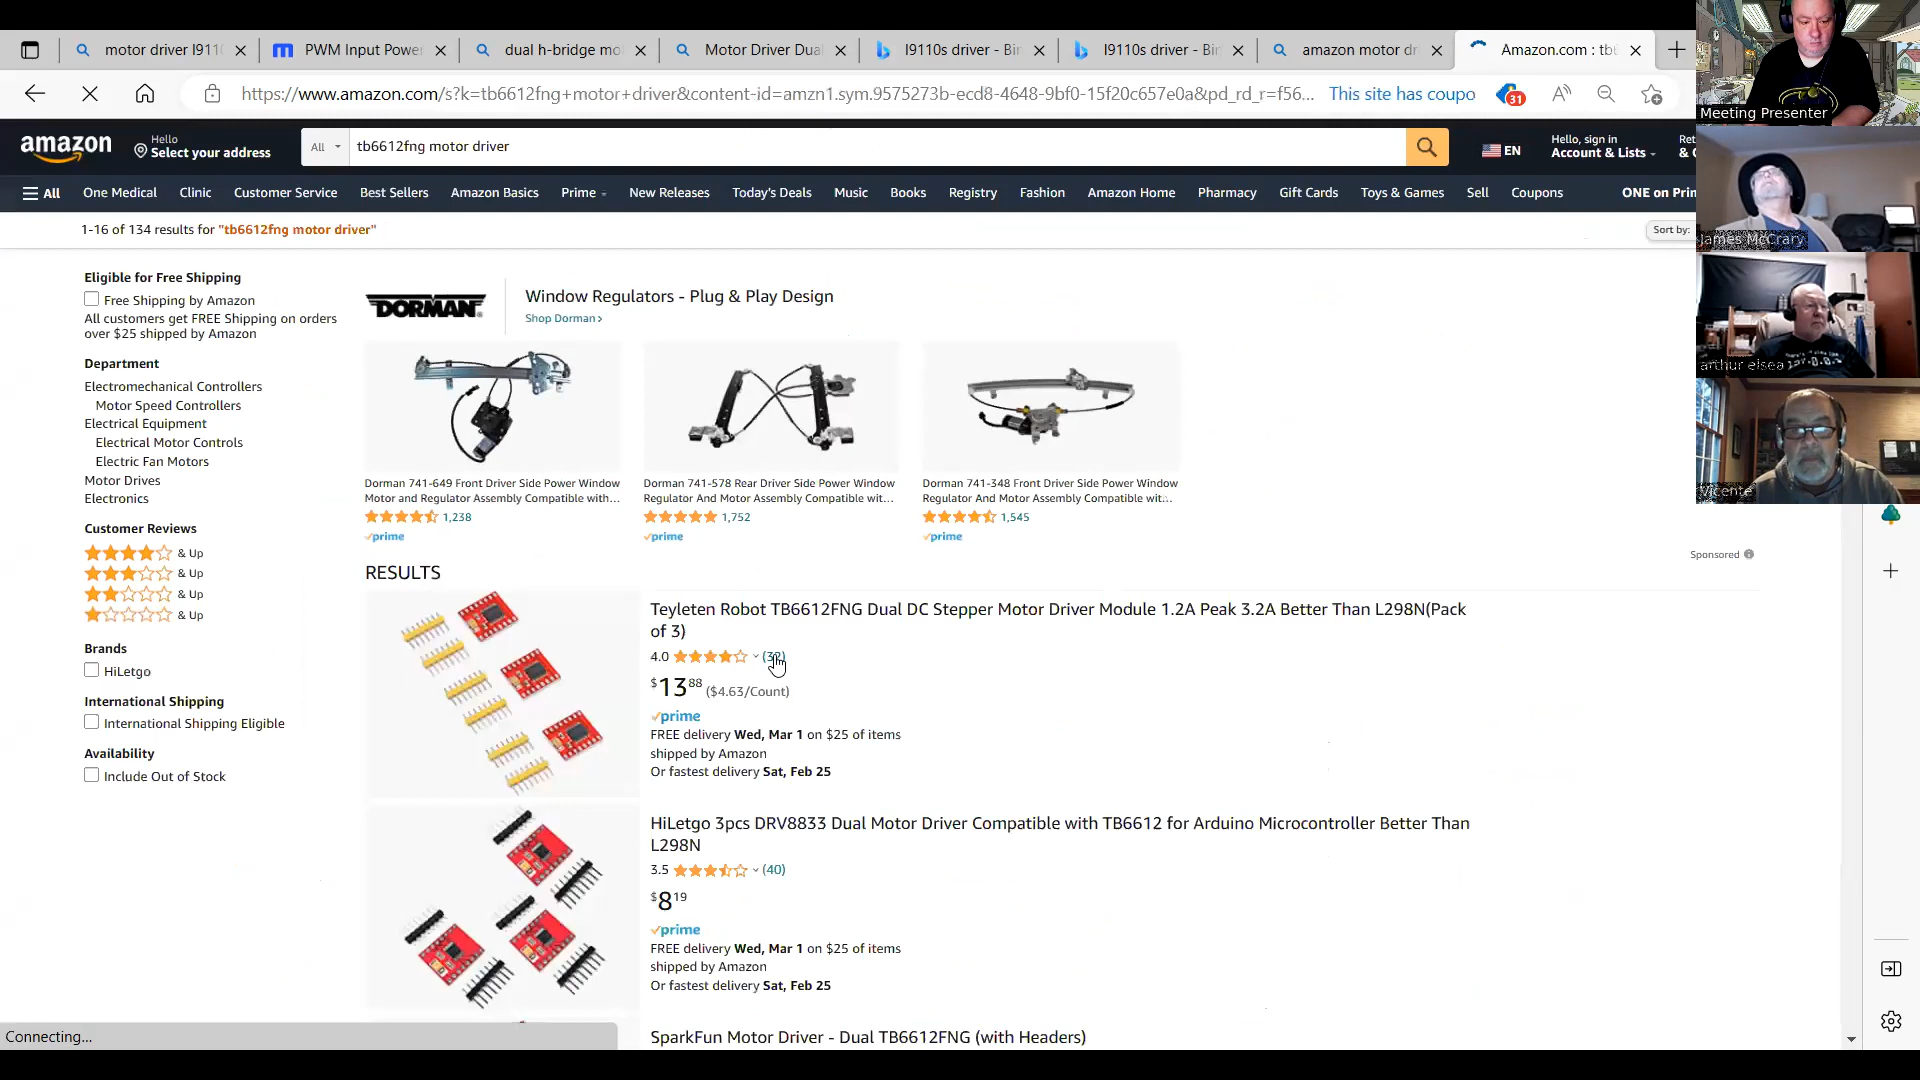 motor driver l911
PWM Input Powe
dual h-bridge mo
Motor Driver Dua
l9110s driver - Bi
l9110s driver - Bi
amazon motor dr
Amazon.com : tb
https://www.amazon.com/s?k=tb6612fng+motor+driver&content-id=amzn1.sym.9575273b-ecd8-4648-9bf0-15f20c657e0a&pd_rd_r=f56...
This site has coupo
31
Meeting Presenter
amazon
Hello
Select your address
All
tb6612fng motor driver
EN
Hello, sign in
Account & Lists
Ret
& 
All
One Medical
Clinic
Customer Service
Best Sellers
Amazon Basics
Prime
New Releases
Today's Deals
Music
Books
Registry
Fashion
Amazon Home
Pharmacy
Gift Cards
Toys & Games
Sell
Coupons
ONE on Prin
1-16 of 134 results for "tb6612fng motor driver"
Sort by:
James McCrary
Eligible for Free Shipping
Free Shipping by Amazon
All customers get FREE Shipping on orders
over $25 shipped by Amazon
Department
Electromechanical Controllers
Motor Speed Controllers
Electrical Equipment
Electrical Motor Controls
Electric Fan Motors
Motor Drives
Electronics
Customer Reviews
& Up
& Up
& Up
& Up
Brands
HiLetgo
International Shipping
International Shipping Eligible
Availability
Include Out of Stock
DORMAN
Window Regulators - Plug & Play Design
Shop Dorman ›
Dorman 741-649 Front Driver Side Power Window
Motor and Regulator Assembly Compatible with...
1,238
prime
Dorman 741-578 Rear Driver Side Power Window
Regulator And Motor Assembly Compatible wit...
1,752
prime
Dorman 741-348 Front Driver Side Power Window
Regulator And Motor Assembly Compatible wit...
1,545
prime
arthur elsea
Vicente
Sponsored
RESULTS
Teyleten Robot TB6612FNG Dual DC Stepper Motor Driver Module 1.2A Peak 3.2A Better Than L298N(Pack
of 3)
4.0 (32)
$13 88 ($4.63/Count)
prime
FREE delivery Wed, Mar 1 on $25 of items
shipped by Amazon
Or fastest delivery Sat, Feb 25
HiLetgo 3pcs DRV8833 Dual Motor Driver Compatible with TB6612 for Arduino Microcontroller Better Than
L298N
3.5 (40)
$8 19
prime
FREE delivery Wed, Mar 1 on $25 of items
shipped by Amazon
Or fastest delivery Sat, Feb 25
SparkFun Motor Driver - Dual TB6612FNG (with Headers)
Connecting...